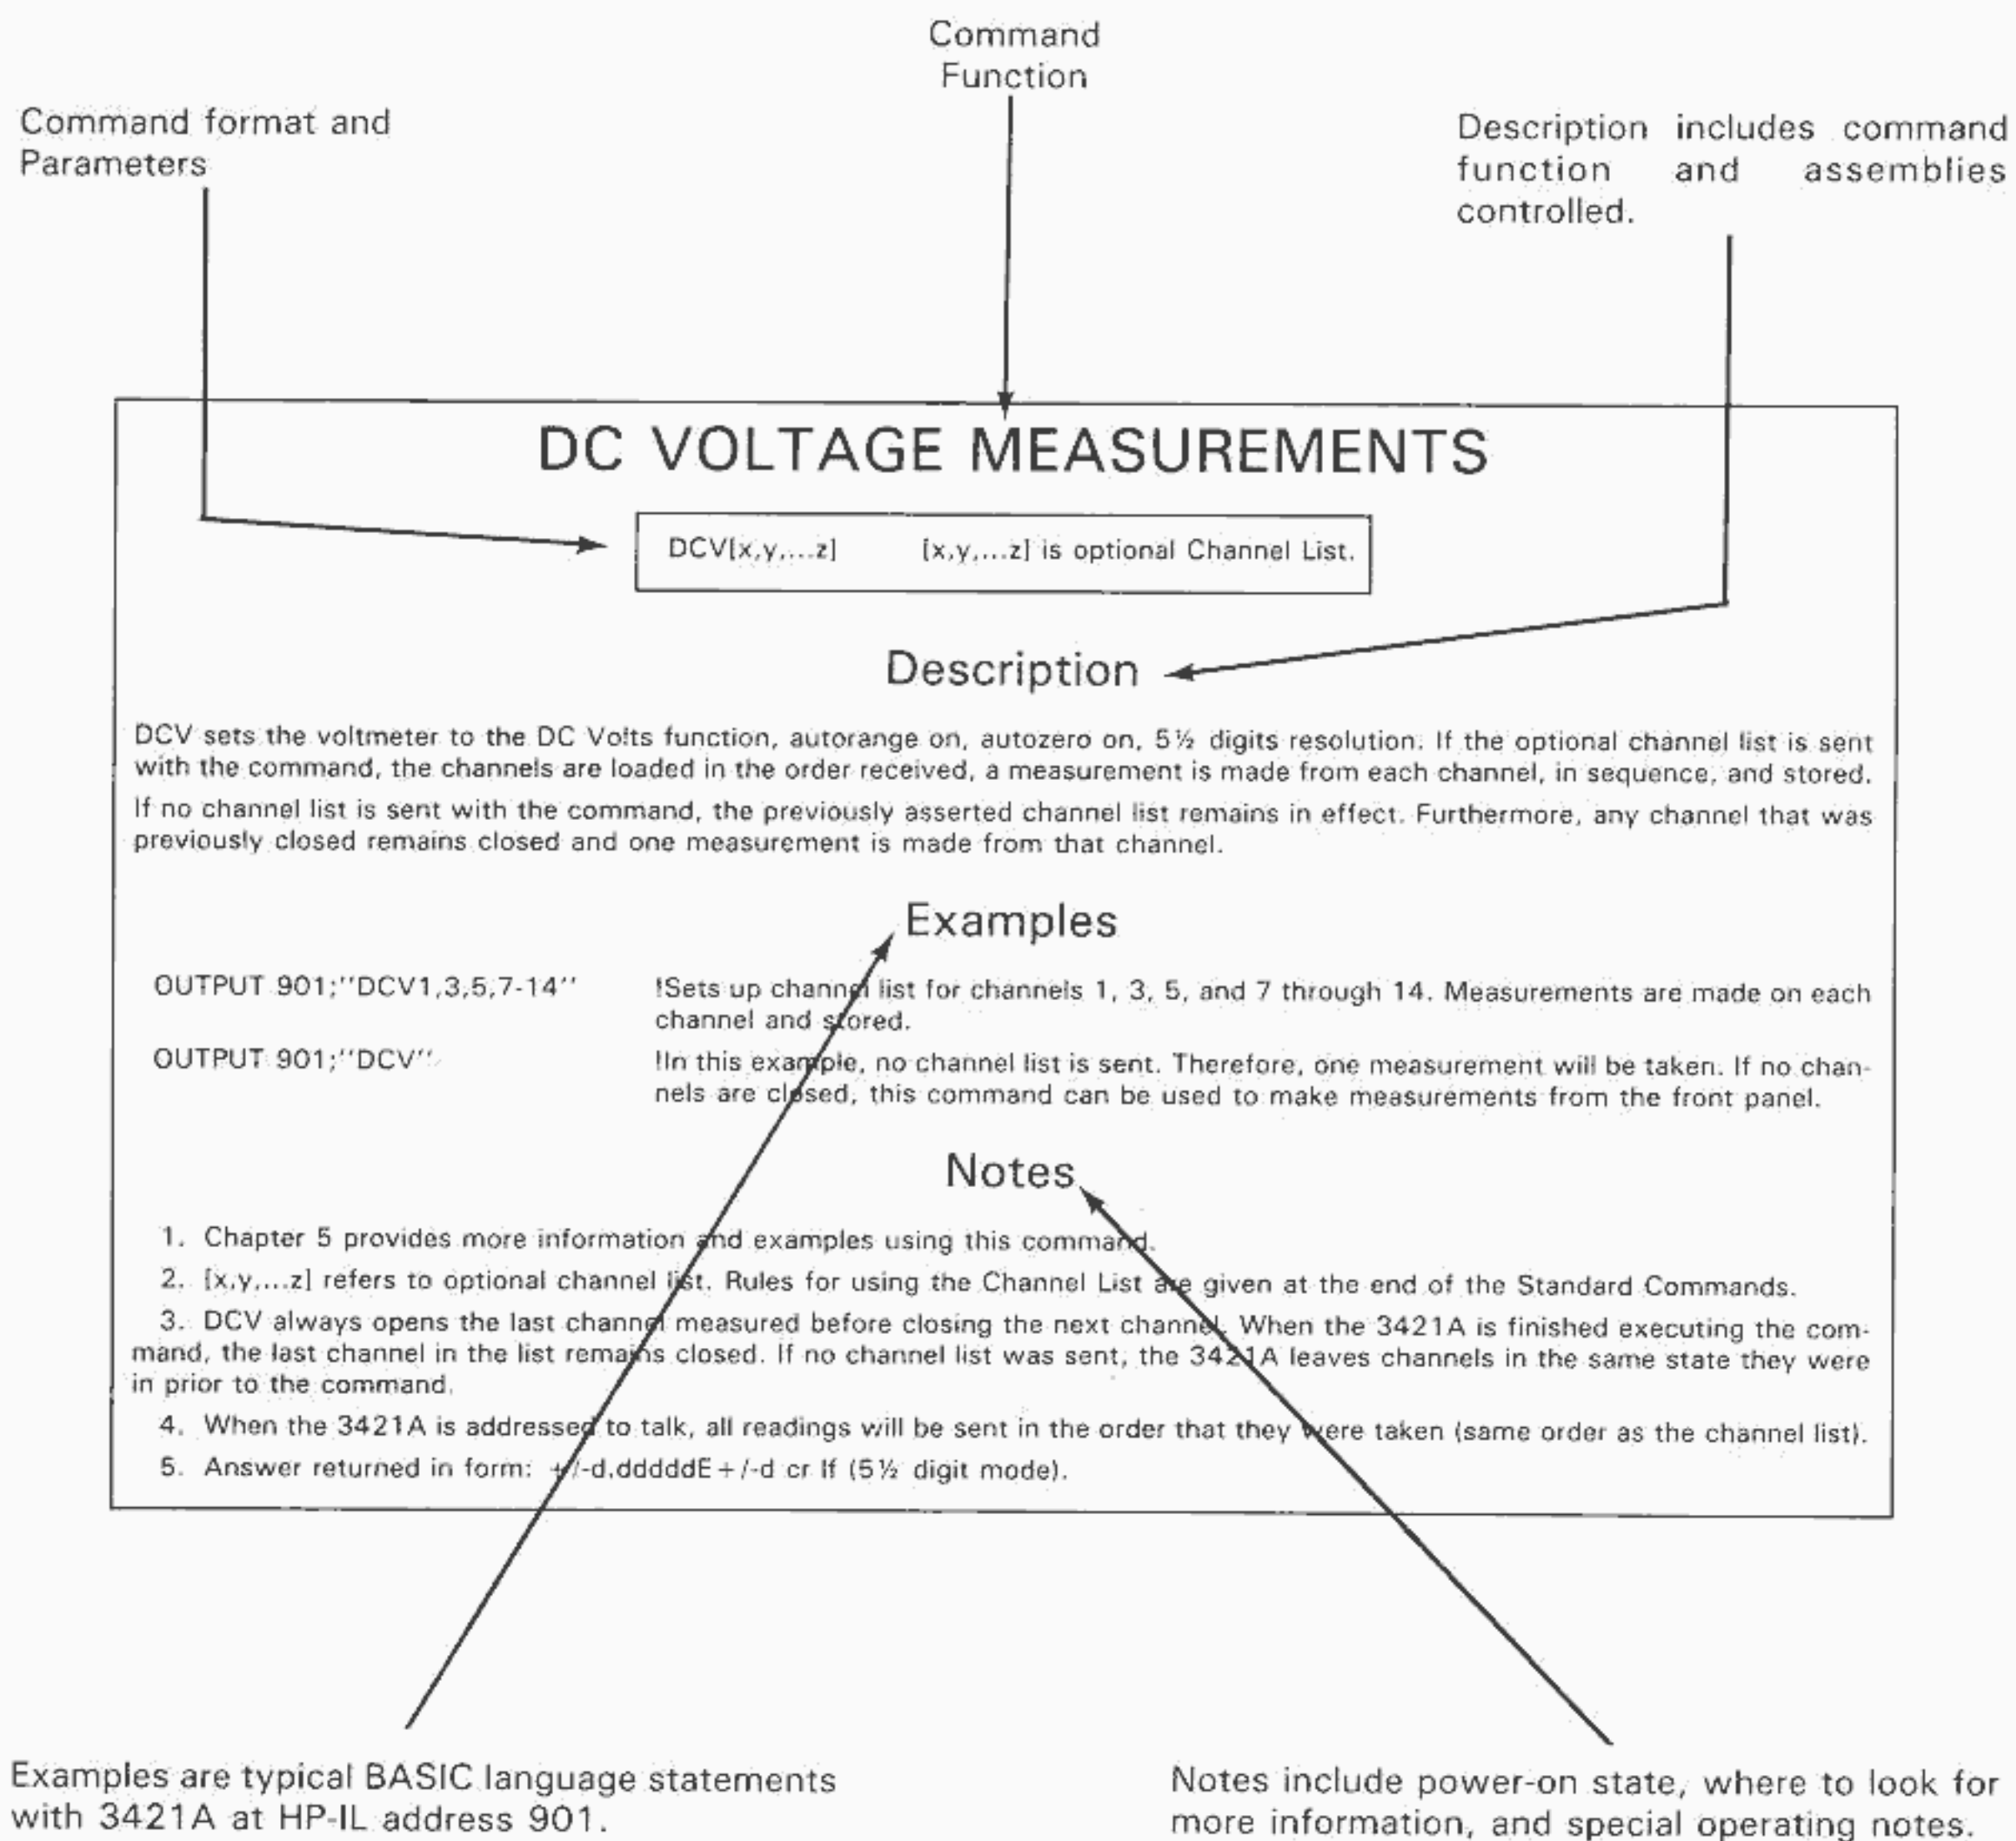 Command
Function
Command format and
Parameters
Description includes command
function and assemblies
controlled.
DC VOLTAGE MEASUREMENTS
DCV[x,y,...z] [x,y,...z] is optional Channel List.
Description
DCV sets the voltmeter to the DC Volts function, autorange on, autozero on, 5½ digits resolution. If the optional channel list is sent
with the command, the channels are loaded in the order received, a measurement is made from each channel, in sequence, and stored.
If no channel list is sent with the command, the previously asserted channel list remains in effect. Furthermore, any channel that was
previously closed remains closed and one measurement is made from that channel.
Examples
OUTPUT 901;"DCV1,3,5,7-14" !Sets up channel list for channels 1, 3, 5, and 7 through 14. Measurements are made on each
channel and stored.
OUTPUT 901;"DCV" !In this example, no channel list is sent. Therefore, one measurement will be taken. If no chan-
nels are closed, this command can be used to make measurements from the front panel.
Notes
1. Chapter 5 provides more information and examples using this command.
2. [x,y,...z] refers to optional channel list. Rules for using the Channel List are given at the end of the Standard Commands.
3. DCV always opens the last channel measured before closing the next channel. When the 3421A is finished executing the com-
mand, the last channel in the list remains closed. If no channel list was sent, the 3421A leaves channels in the same state they were
in prior to the command.
4. When the 3421A is addressed to talk, all readings will be sent in the order that they were taken (same order as the channel list).
5. Answer returned in form: +/-d.dddddE+/-d cr lf (5½ digit mode).
Examples are typical BASIC language statements
with 3421A at HP-IL address 901.
Notes include power-on state, where to look for
more information, and special operating notes.